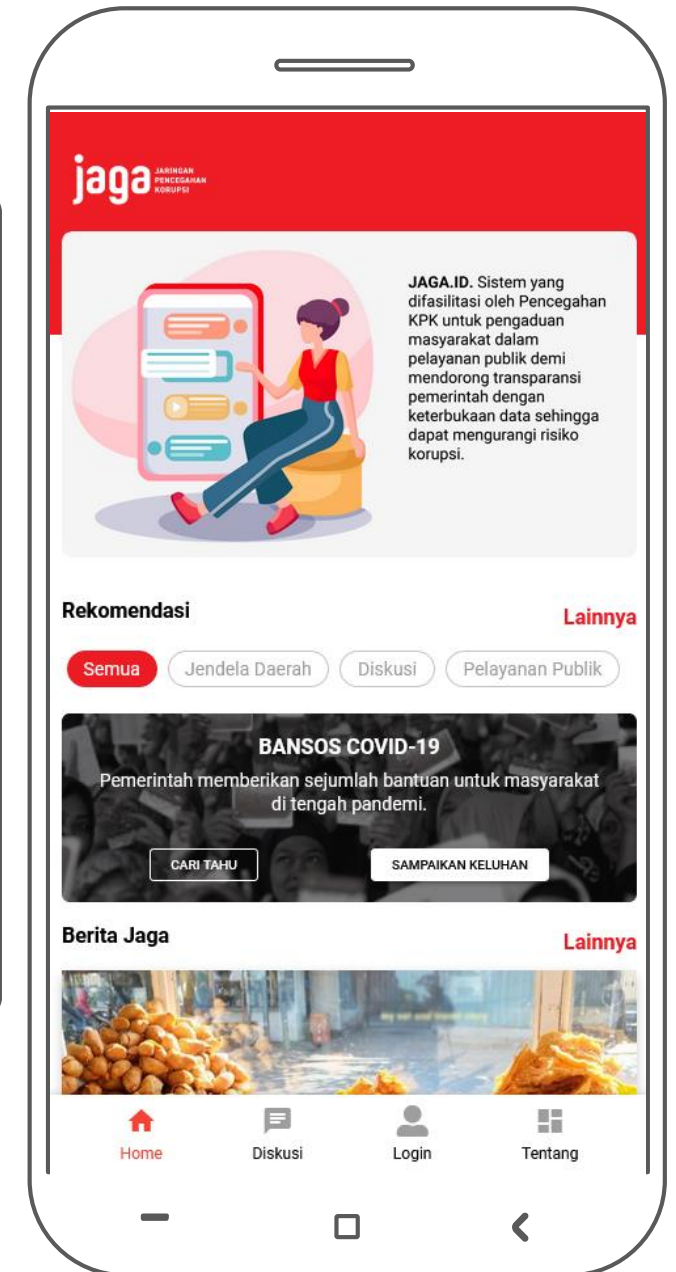 jaga JARINGAN
PENCEGAHAN
KORUPSI
JAGA.ID. Sistem yang
difasilitasi oleh Pencegahan
KPK untuk pengaduan
masyarakat dalam
pelayanan publik demi
mendorong transparansi
pemerintah dengan
keterbukaan data sehingga
dapat mengurangi risiko
korupsi.
Rekomendasi
Lainnya
Semua Jendela Daerah Diskusi Pelayanan Publik
BANSOS COVID-19
Pemerintah memberikan sejumlah bantuan untuk masyarakat
di tengah pandemi.
CARI TAHU SAMPAIKAN KELUHAN
Berita Jaga
Lainnya
Home Diskusi Login Tentang